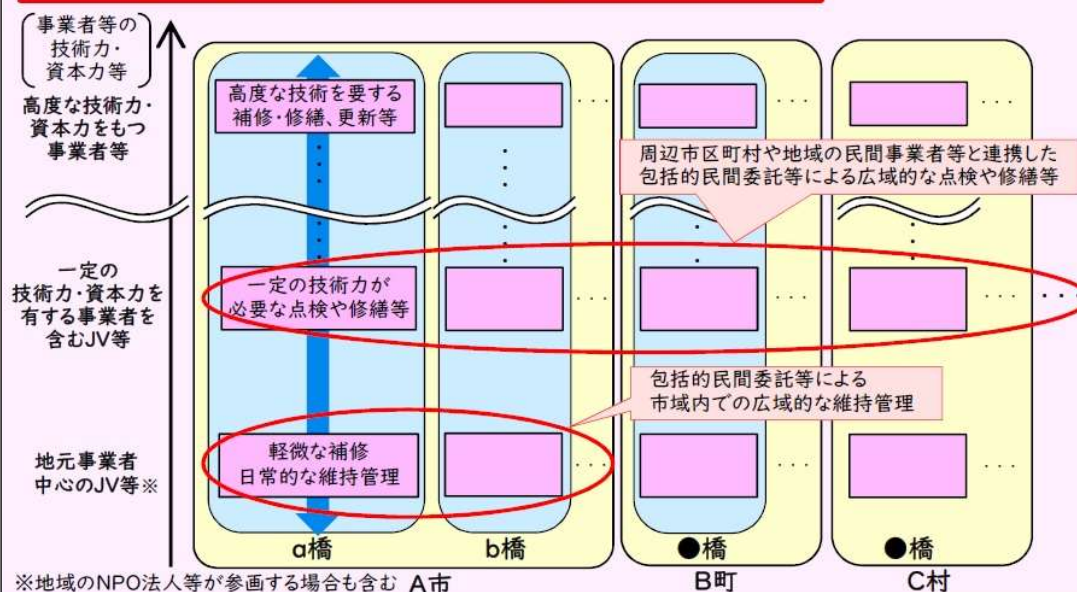 事業者等の
技術力・
資本力等
高度な技術力・
資本力をもつ
事業者等
高度な技術を要する
補修・修繕、更新等
・・・
・・・
・・・
周辺市区町村や地域の民間事業者等と連携した
包括的民間委託等による広域的な点検や修繕等
一定の
技術力・資本力を
有する事業者を
含むJV等
一定の技術力が
必要な点検や修繕等
・・・
・・・
・・・
・・・
包括的民間委託等による
市域内での広域的な維持管理
地元事業者
中心のJV等※
軽微な補修
日常的な維持管理
・・・
・・・
・・・
a橋
b橋
●橋
●橋
※地域のNPO法人等が参画する場合も含む
A市
B町
C村